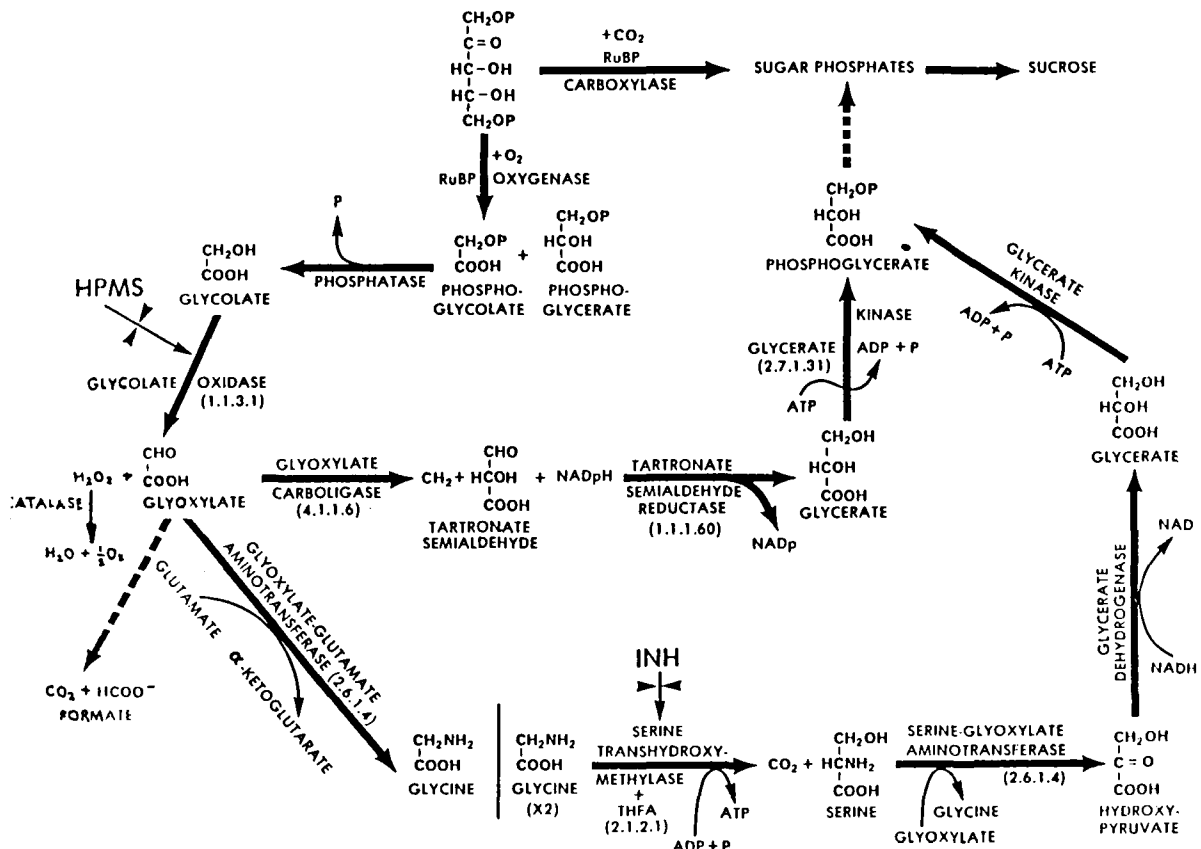 CH₂OP
C=O
HC-OH
HC-OH
CH₂OP
+CO₂
RuBP
CARBOXYLASE
SUGAR PHOSPHATES
SUCROSE
+O₂
RuBP OXYGENASE
P
CH₂OH
COOH
GLYCOLATE
PHOSPHATASE
CH₂OP
COOH
PHOSPHO-
GLYCOLATE
+
CH₂OP
HCOH
COOH
PHOSPHO-
GLYCERATE
CH₂OP
HCOH
COOH
PHOSPHOGLYCERATE
GLYCERATE
KINASE
ADP + P
ATP
HPMS
GLYCOLATE OXIDASE
(1.1.3.1)
KINASE
GLYCERATE
(2.7.1.31)
ADP + P
ATP
CH₂OH
HCOH
COOH
GLYCERATE
H₂O₂ +
CHO
COOH
GLYOXYLATE
CATALASE
H₂O + ½O₂
GLYOXYLATE
CARBOLIGASE
(4.1.1.6)
CH₂+
CHO
HCOH
COOH
TARTRONATE
SEMIALDEHYDE
+ NADpH
TARTRONATE
SEMIALDEHYDE
REDUCTASE
(1.1.1.60)
NADp
CH₂OH
HCOH
COOH
GLYCERATE
CO₂ + HCOO⁻
FORMATE
GLYOXYLATE-GLUTAMATE
AMINOTRANSFERASE (2.6.1.4)
GLUTAMATE
α-KETOGLUTARATE
CH₂NH₂
COOH
GLYCINE
CH₂NH₂
COOH
GLYCINE
(X2)
INH
SERINE
TRANSHYDROXY-
METHYLASE
+
THFA
(2.1.2.1)
ATP
ADP + P
CO₂ +
CH₂OH
HCNH₂
COOH
SERINE
SERINE-GLYOXYLATE
AMINOTRANSFERASE
(2.6.1.4)
GLYCINE
GLYOXYLATE
CH₂OH
C=O
COOH
HYDROXY-
PYRUVATE
GLYCERATE
DEHYDROGENASE
NAD
NADH